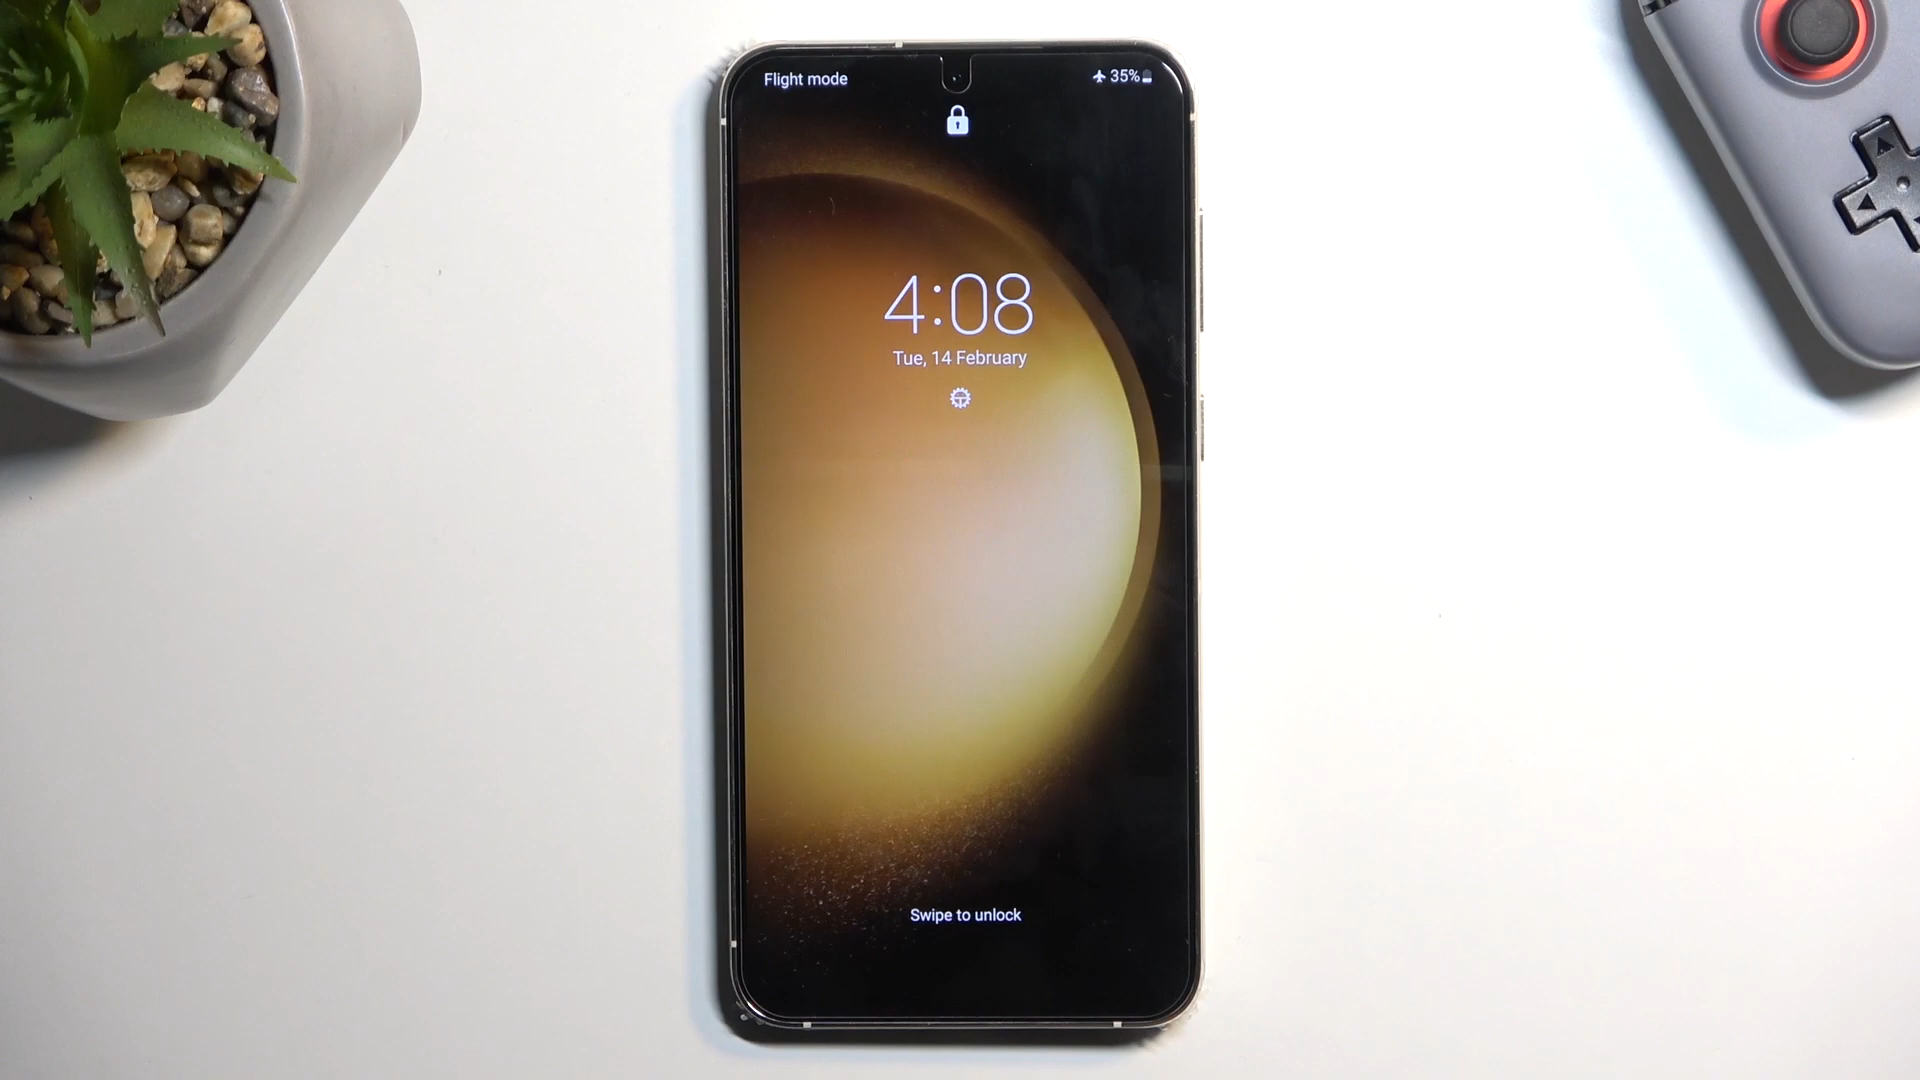 Flight mode
35%
4:08
Tue, 14 February
Swipe to unlock